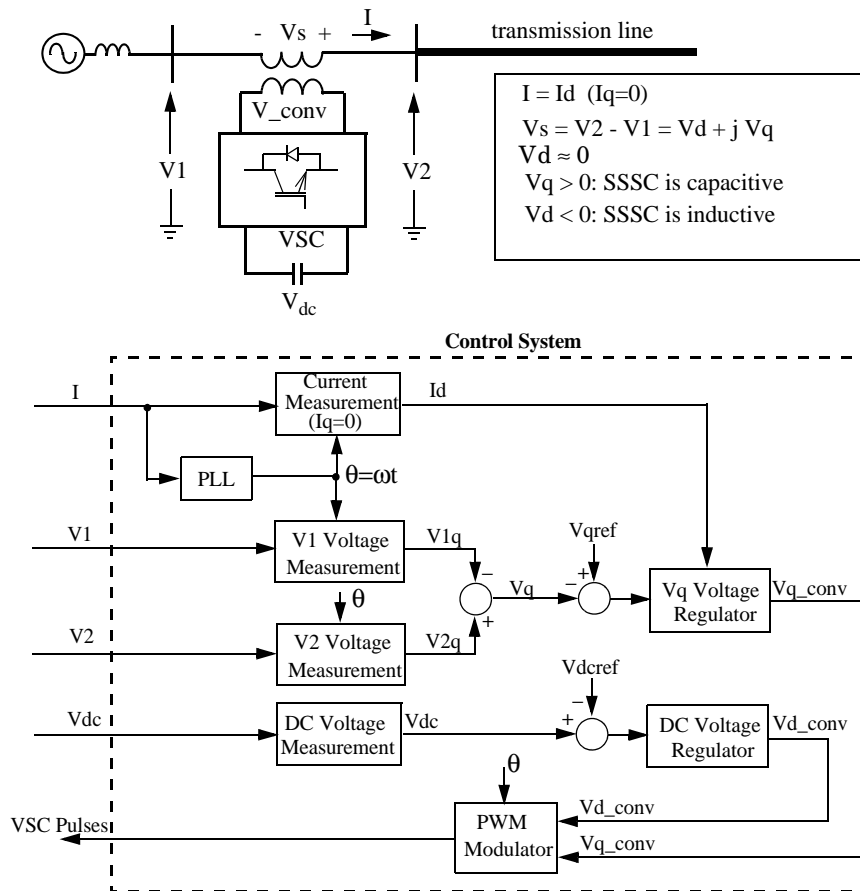 - Vs +
I
transmission line
V_conv
V1
V2
VSC
Vdc
I = Id (Iq=0)
Vs = V2 - V1 = Vd + j Vq
Vd ≈ 0
Vq > 0: SSSC is capacitive
Vd < 0: SSSC is inductive
Control System
I
Current
Measurement
(Iq=0)
Id
PLL
θ=ωt
V1
V1 Voltage
Measurement
V1q
Vqref
−
+
−
Vq
Vq Voltage
Regulator
Vq_conv
θ
+
V2
V2 Voltage
Measurement
V2q
Vdcref
−
+
Vdc
DC Voltage
Measurement
Vdc
DC Voltage
Regulator
Vd_conv
θ
VSC Pulses
PWM
Modulator
Vd_conv
Vq_conv